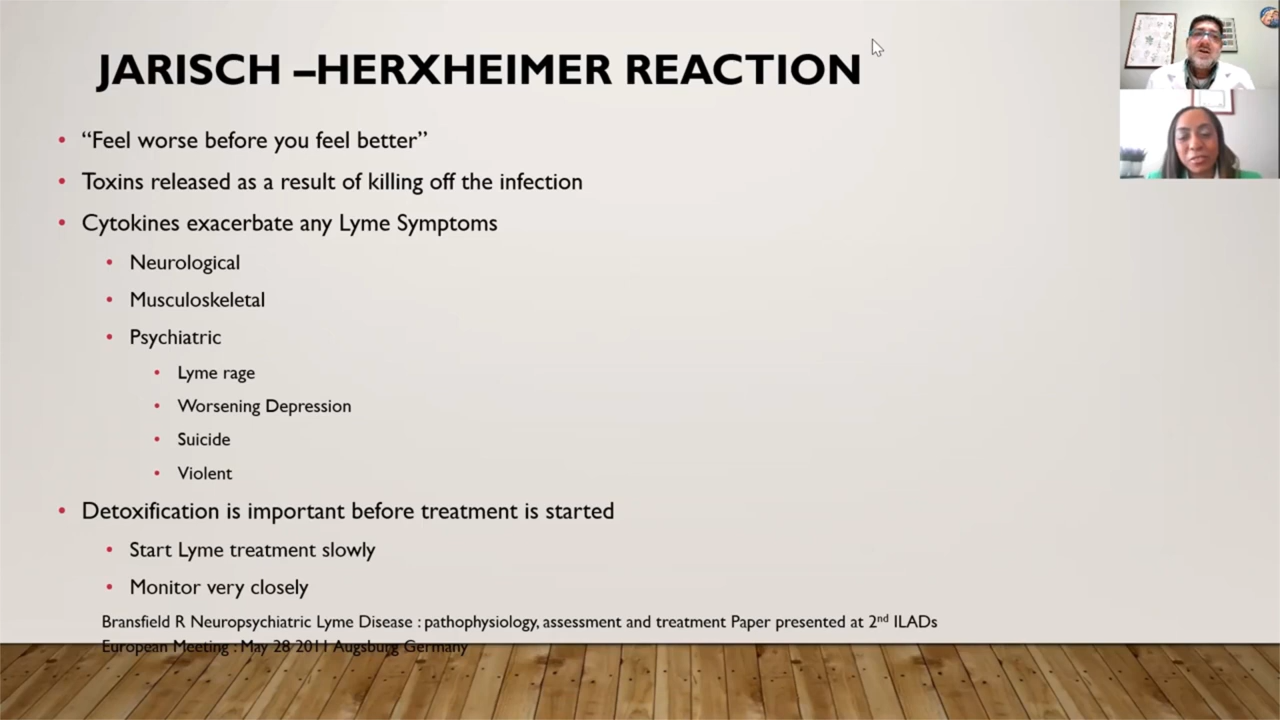 JARISCH –HERXHEIMER REACTION
“Feel worse before you feel better”
Toxins released as a result of killing off the infection
Cytokines exacerbate any Lyme Symptoms
Neurological
Musculoskeletal
Psychiatric
Lyme rage
Worsening Depression
Suicide
Violent
Detoxification is important before treatment is started
Start Lyme treatment slowly
Monitor very closely
Bransfield R Neuropsychiatric Lyme Disease : pathophysiology, assessment and treatment Paper presented at 2nd ILADs
European Meeting : May 28 2011 Augsburg Germany